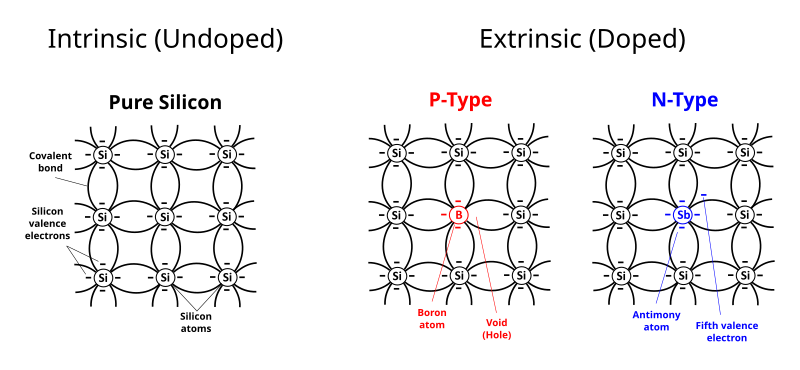 Intrinsic (Undoped)
Extrinsic (Doped)
Pure Silicon
P-Type
N-Type
Si Si Si
Si Si Si
Si Si Si
Covalent
bond
Silicon
valence
electrons
Silicon
atoms
Si Si Si
Si B Si
Si Si Si
Boron
atom
Void
(Hole)
Si Si Si
Si Sb Si
Si Si Si
Antimony
atom
Fifth valence
electron